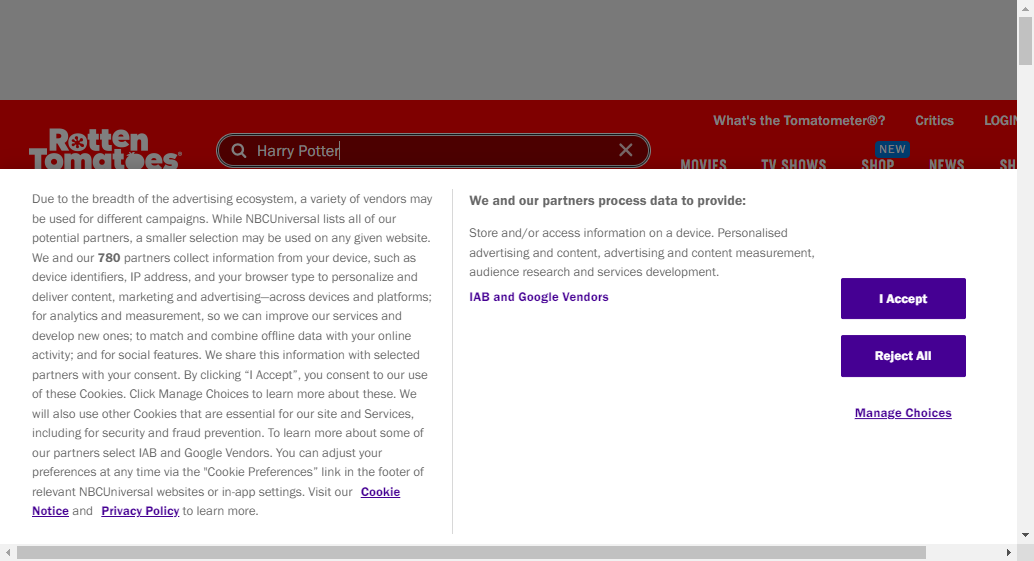 What's the Tomatometer®?
Critics
LOGIN
Rotten
Tomatoes®
Harry Potter
MOVIES
TV SHOWS
NEW
SHOP
NEWS
SH
Due to the breadth of the advertising ecosystem, a variety of vendors may
be used for different campaigns. While NBCUniversal lists all of our
potential partners, a smaller selection may be used on any given website.
We and our 780 partners collect information from your device, such as
device identifiers, IP address, and your browser type to personalize and
deliver content, marketing and advertising—across devices and platforms;
for analytics and measurement, so we can improve our services and
develop new ones; to match and combine offline data with your online
activity; and for social features. We share this information with selected
partners with your consent. By clicking “I Accept”, you consent to our use
of these Cookies. Click Manage Choices to learn more about these. We
will also use other Cookies that are essential for our site and Services,
including for security and fraud prevention. To learn more about some of
our partners select IAB and Google Vendors. You can adjust your
preferences at any time via the "Cookie Preferences” link in the footer of
relevant NBCUniversal websites or in-app settings. Visit our Cookie
Notice and Privacy Policy to learn more.
We and our partners process data to provide:
Store and/or access information on a device. Personalised
advertising and content, advertising and content measurement,
audience research and services development.
IAB and Google Vendors
I Accept
Reject All
Manage Choices